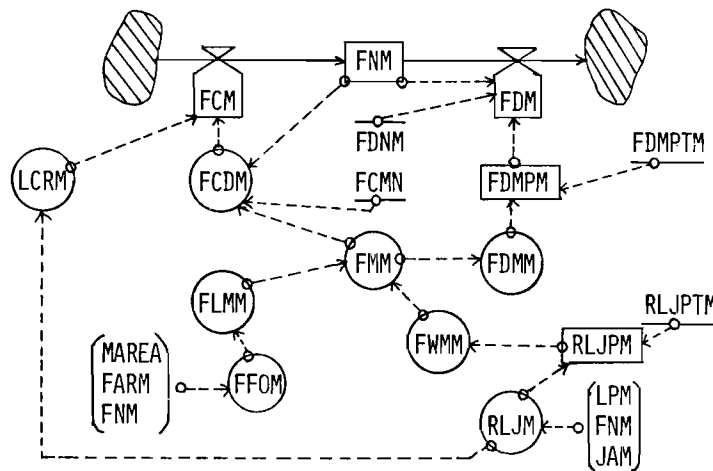 FNM
FCM
FDM
FDNM
FDMPTM
LCRM
FCDM
FCMN
FDMPM
FMM
FDMM
FLMM
RLJPTM
FWMM
RLJPM
MAREA
FARM
FNM
FFOM
LPM
RLJM
FNM
JAM